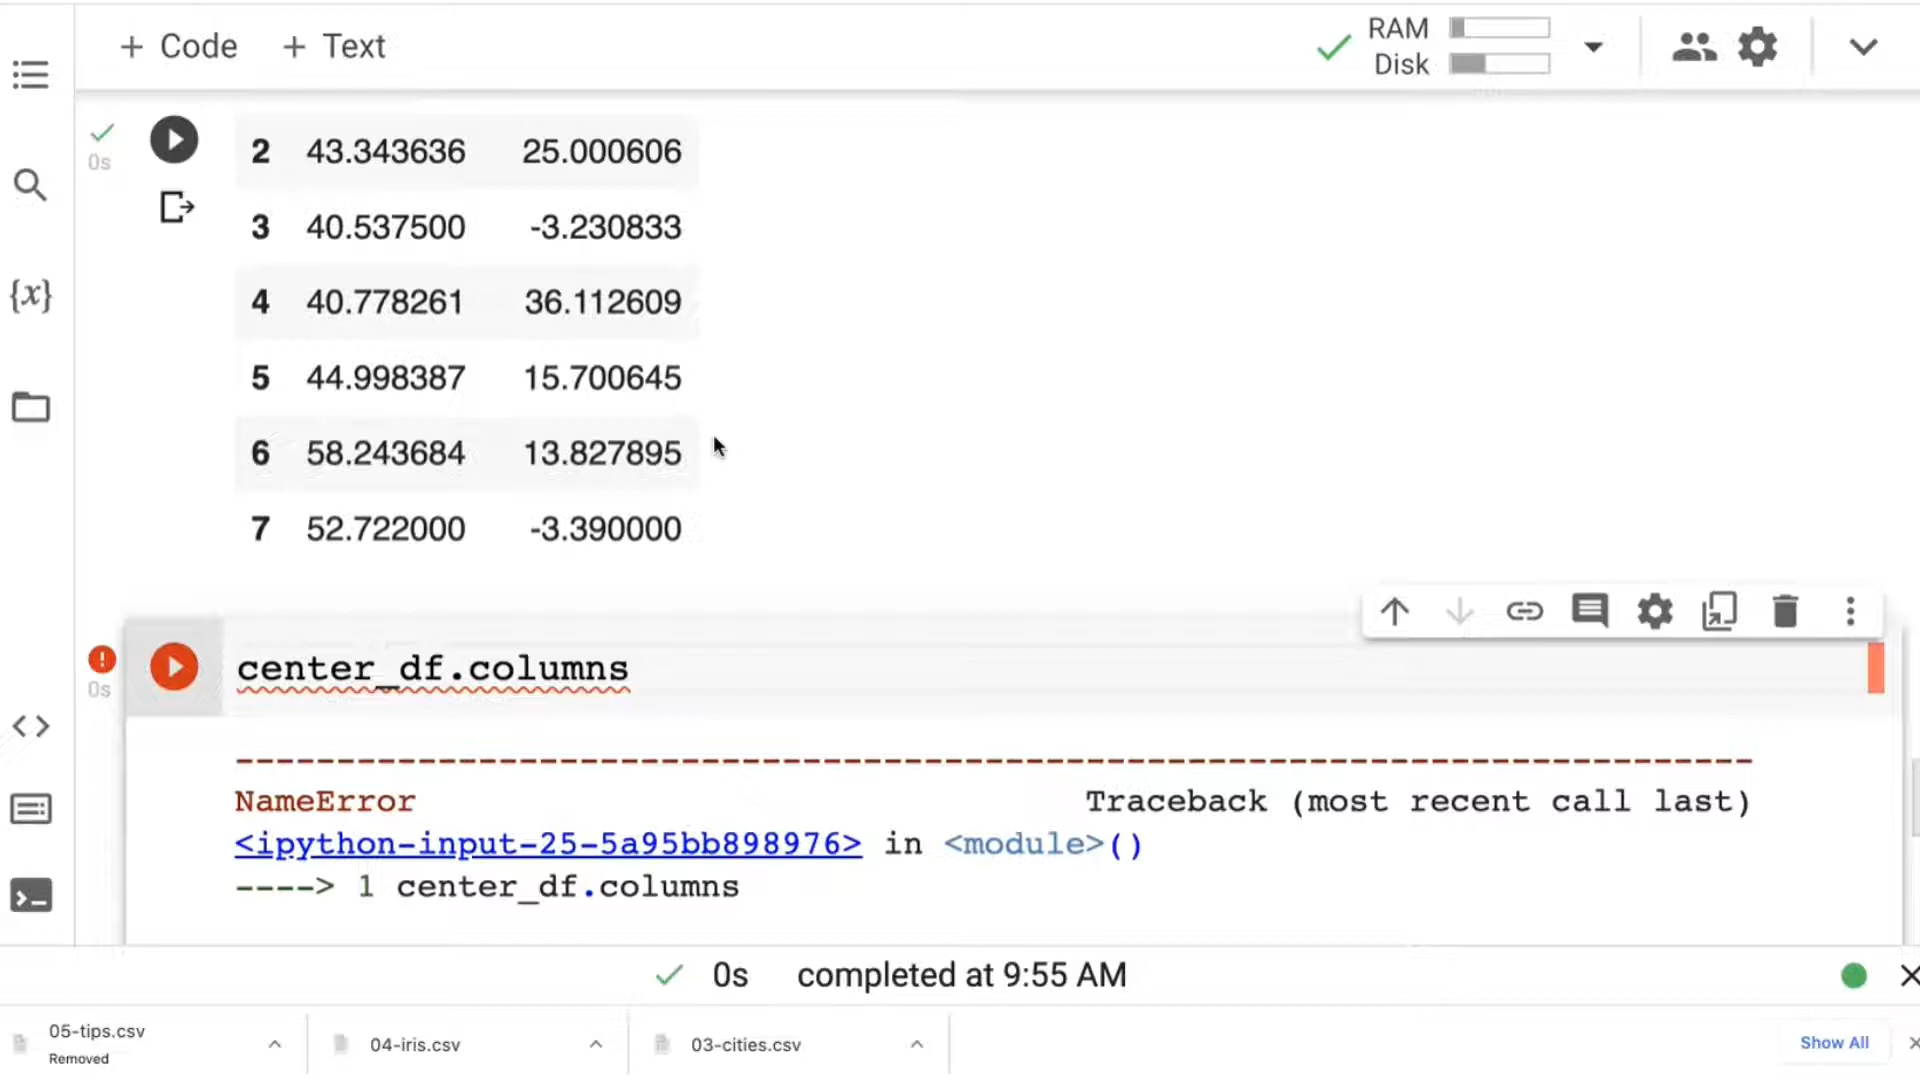 + Code + Text
RAM
Disk
0s
2 43.343636 25.000606
3 40.537500 -3.230833
4 40.778261 36.112609
5 44.998387 15.700645
6 58.243684 13.827895
7 52.722000 -3.390000
{x}
0s
center_df.columns
---------------------------------------------------------------------------
NameError Traceback (most recent call last)
<ipython-input-25-5a95bb898976> in <module>()
----> 1 center_df.columns
0s completed at 9:55 AM
05-tips.csv
Removed
04-iris.csv
03-cities.csv
Show All